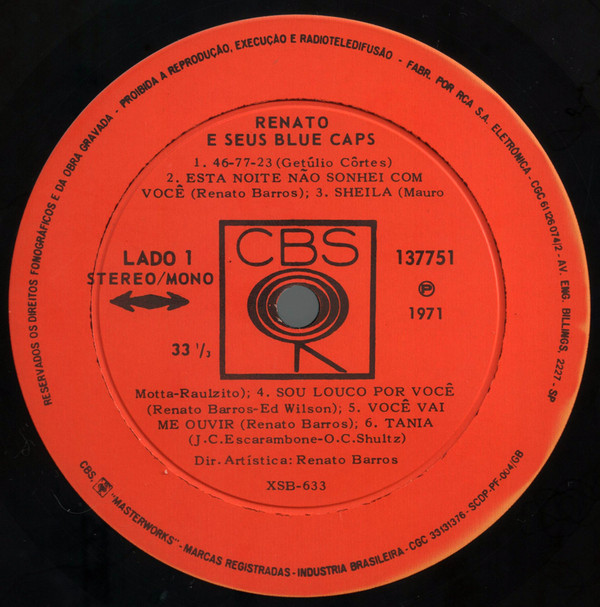 RESERVADOS OS DIREITOS FONOGRÁFICOS E DA OBRA GRAVADA - PROIBIDA A REPRODUÇÃO, EXECUÇÃO E RADIOTELEDIFUSÃO - FABR. POR RCA S.A. ELETRÔNICA - CGC 61126074/2 - AV. ENG. BILLINGS, 2227 - SP
RENATO
E SEUS BLUE CAPS
1. 46-77-23 (Getúlio Côrtes)
2. ESTA NOITE NÃO SONHEI COM
VOCÊ (Renato Barros); 3. SHEILA (Mauro
LADO 1
STEREO/MONO
33 1/3
CBS
137751
℗
1971
Motta-Raulzito); 4. SOU LOUCO POR VOCÊ
(Renato Barros-Ed Wilson); 5. VOCÊ VAI
ME OUVIR (Renato Barros); 6. TANIA
(J.C.Escarambone-O.C.Shultz)
Dir. Artística: Renato Barros
XSB-633
CBS, "MASTERWORKS" - MARCAS REGISTRADAS - INDUSTRIA BRASILEIRA - CGC 33131376 - SCDP-PF-004/GB